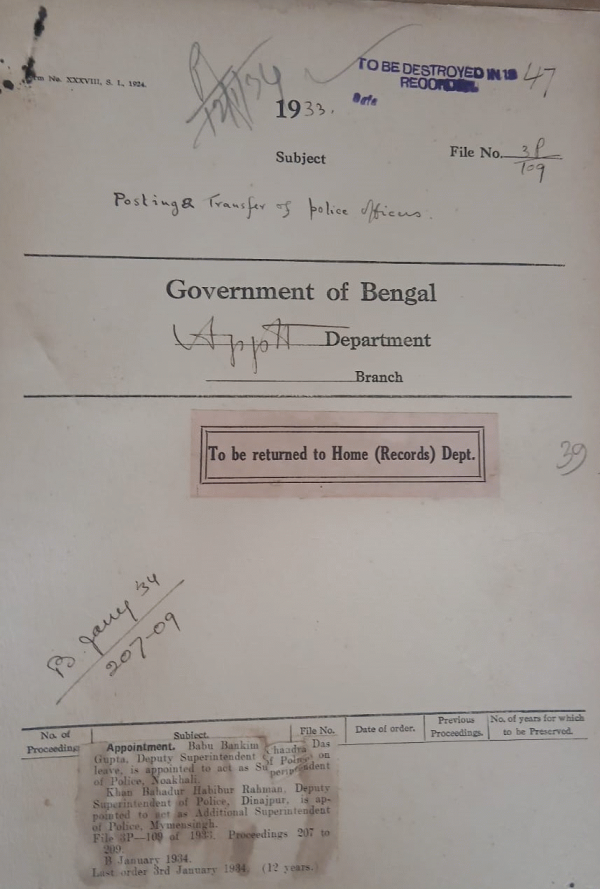 Form No. XXXVIII, S. I., 1924.
TO BE DESTROYED IN 19 47
RECORDER
Date
B
1933.
Subject
File No. 3P/109
Posting & Transfer of police officers.
Government of Bengal
Apptt Department
Branch
To be returned to Home (Records) Dept.
39
B Jany '34
207-09
No. of Proceeding
Subject.
File No.
Date of order.
Previous Proceedings.
No. of years for which to be Preserved.
Appointment. Babu Bankim Chandra Das
Gupta, Deputy Superintendent of Police on
leave, is appointed to act as Superintendent
of Police, Noakhali.
Khan Bahadur Habibur Rahman, Deputy
Superintendent of Police, Dinajpur, is ap-
pointed to act as Additional Superintendent
of Police, Mymensingh.
File 3P—109 of 1933. Proceedings 207 to
209.
B January 1934.
Last order 3rd January 1934. (12 years.)